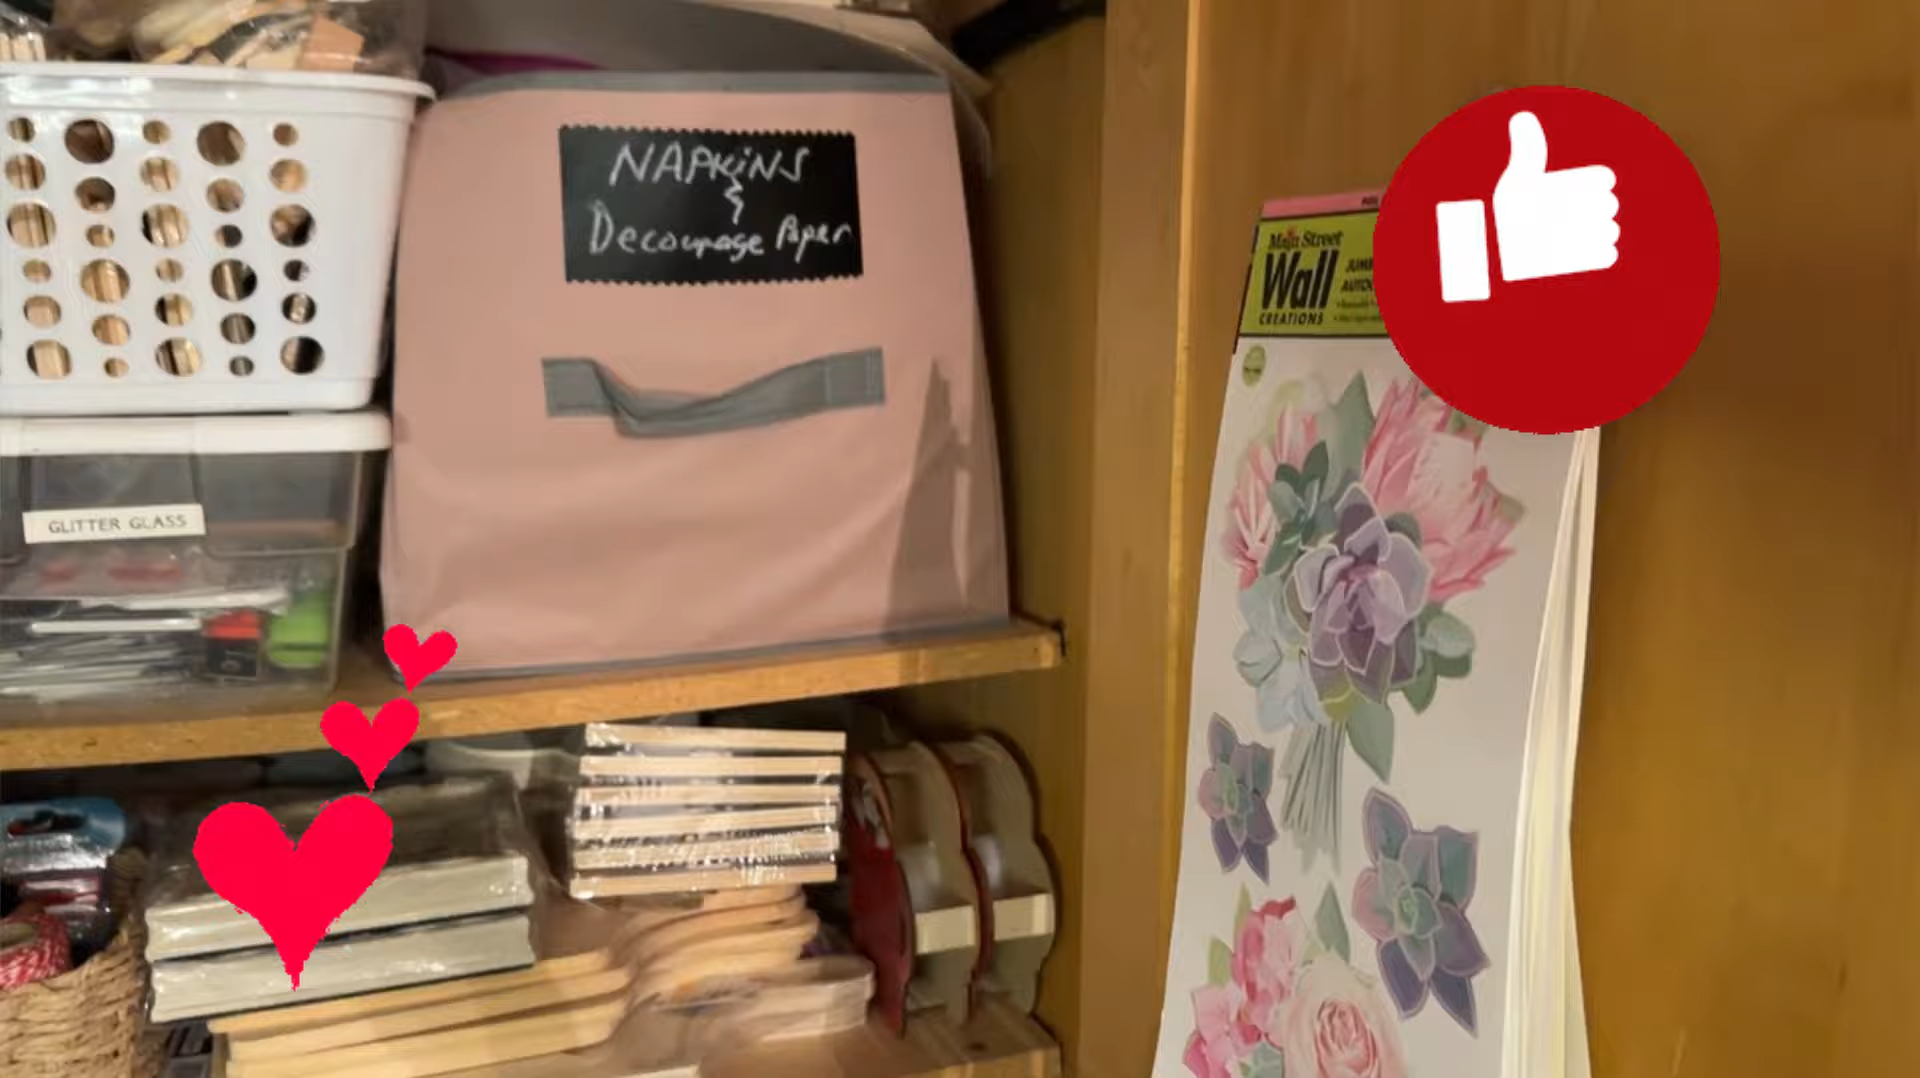 NAPKINS
&
Decoupage Paper
GLITTER GLASS
Main Street
Wall
CREATIONS